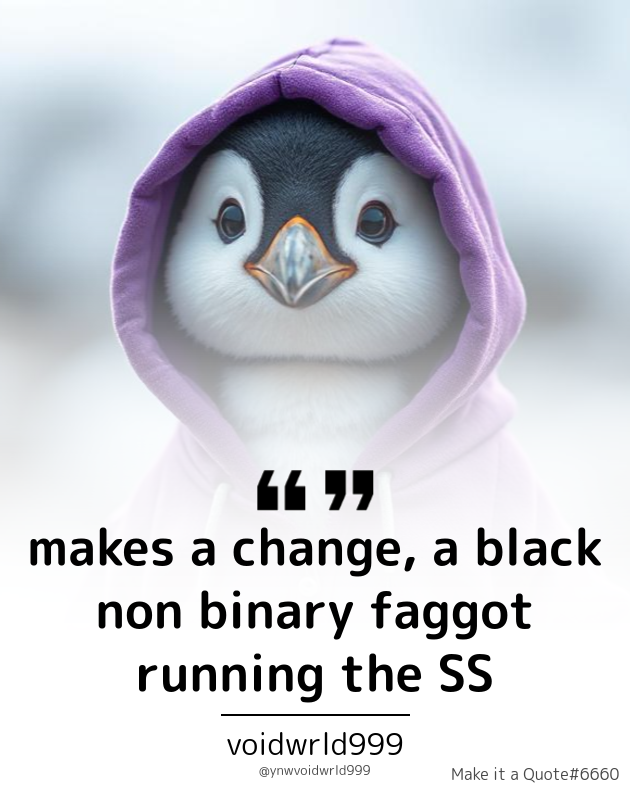 ❝ ❞
makes a change, a black
non binary faggot
running the SS
voidwrld999
@ynwvoidwrld999
Make it a Quote#6660